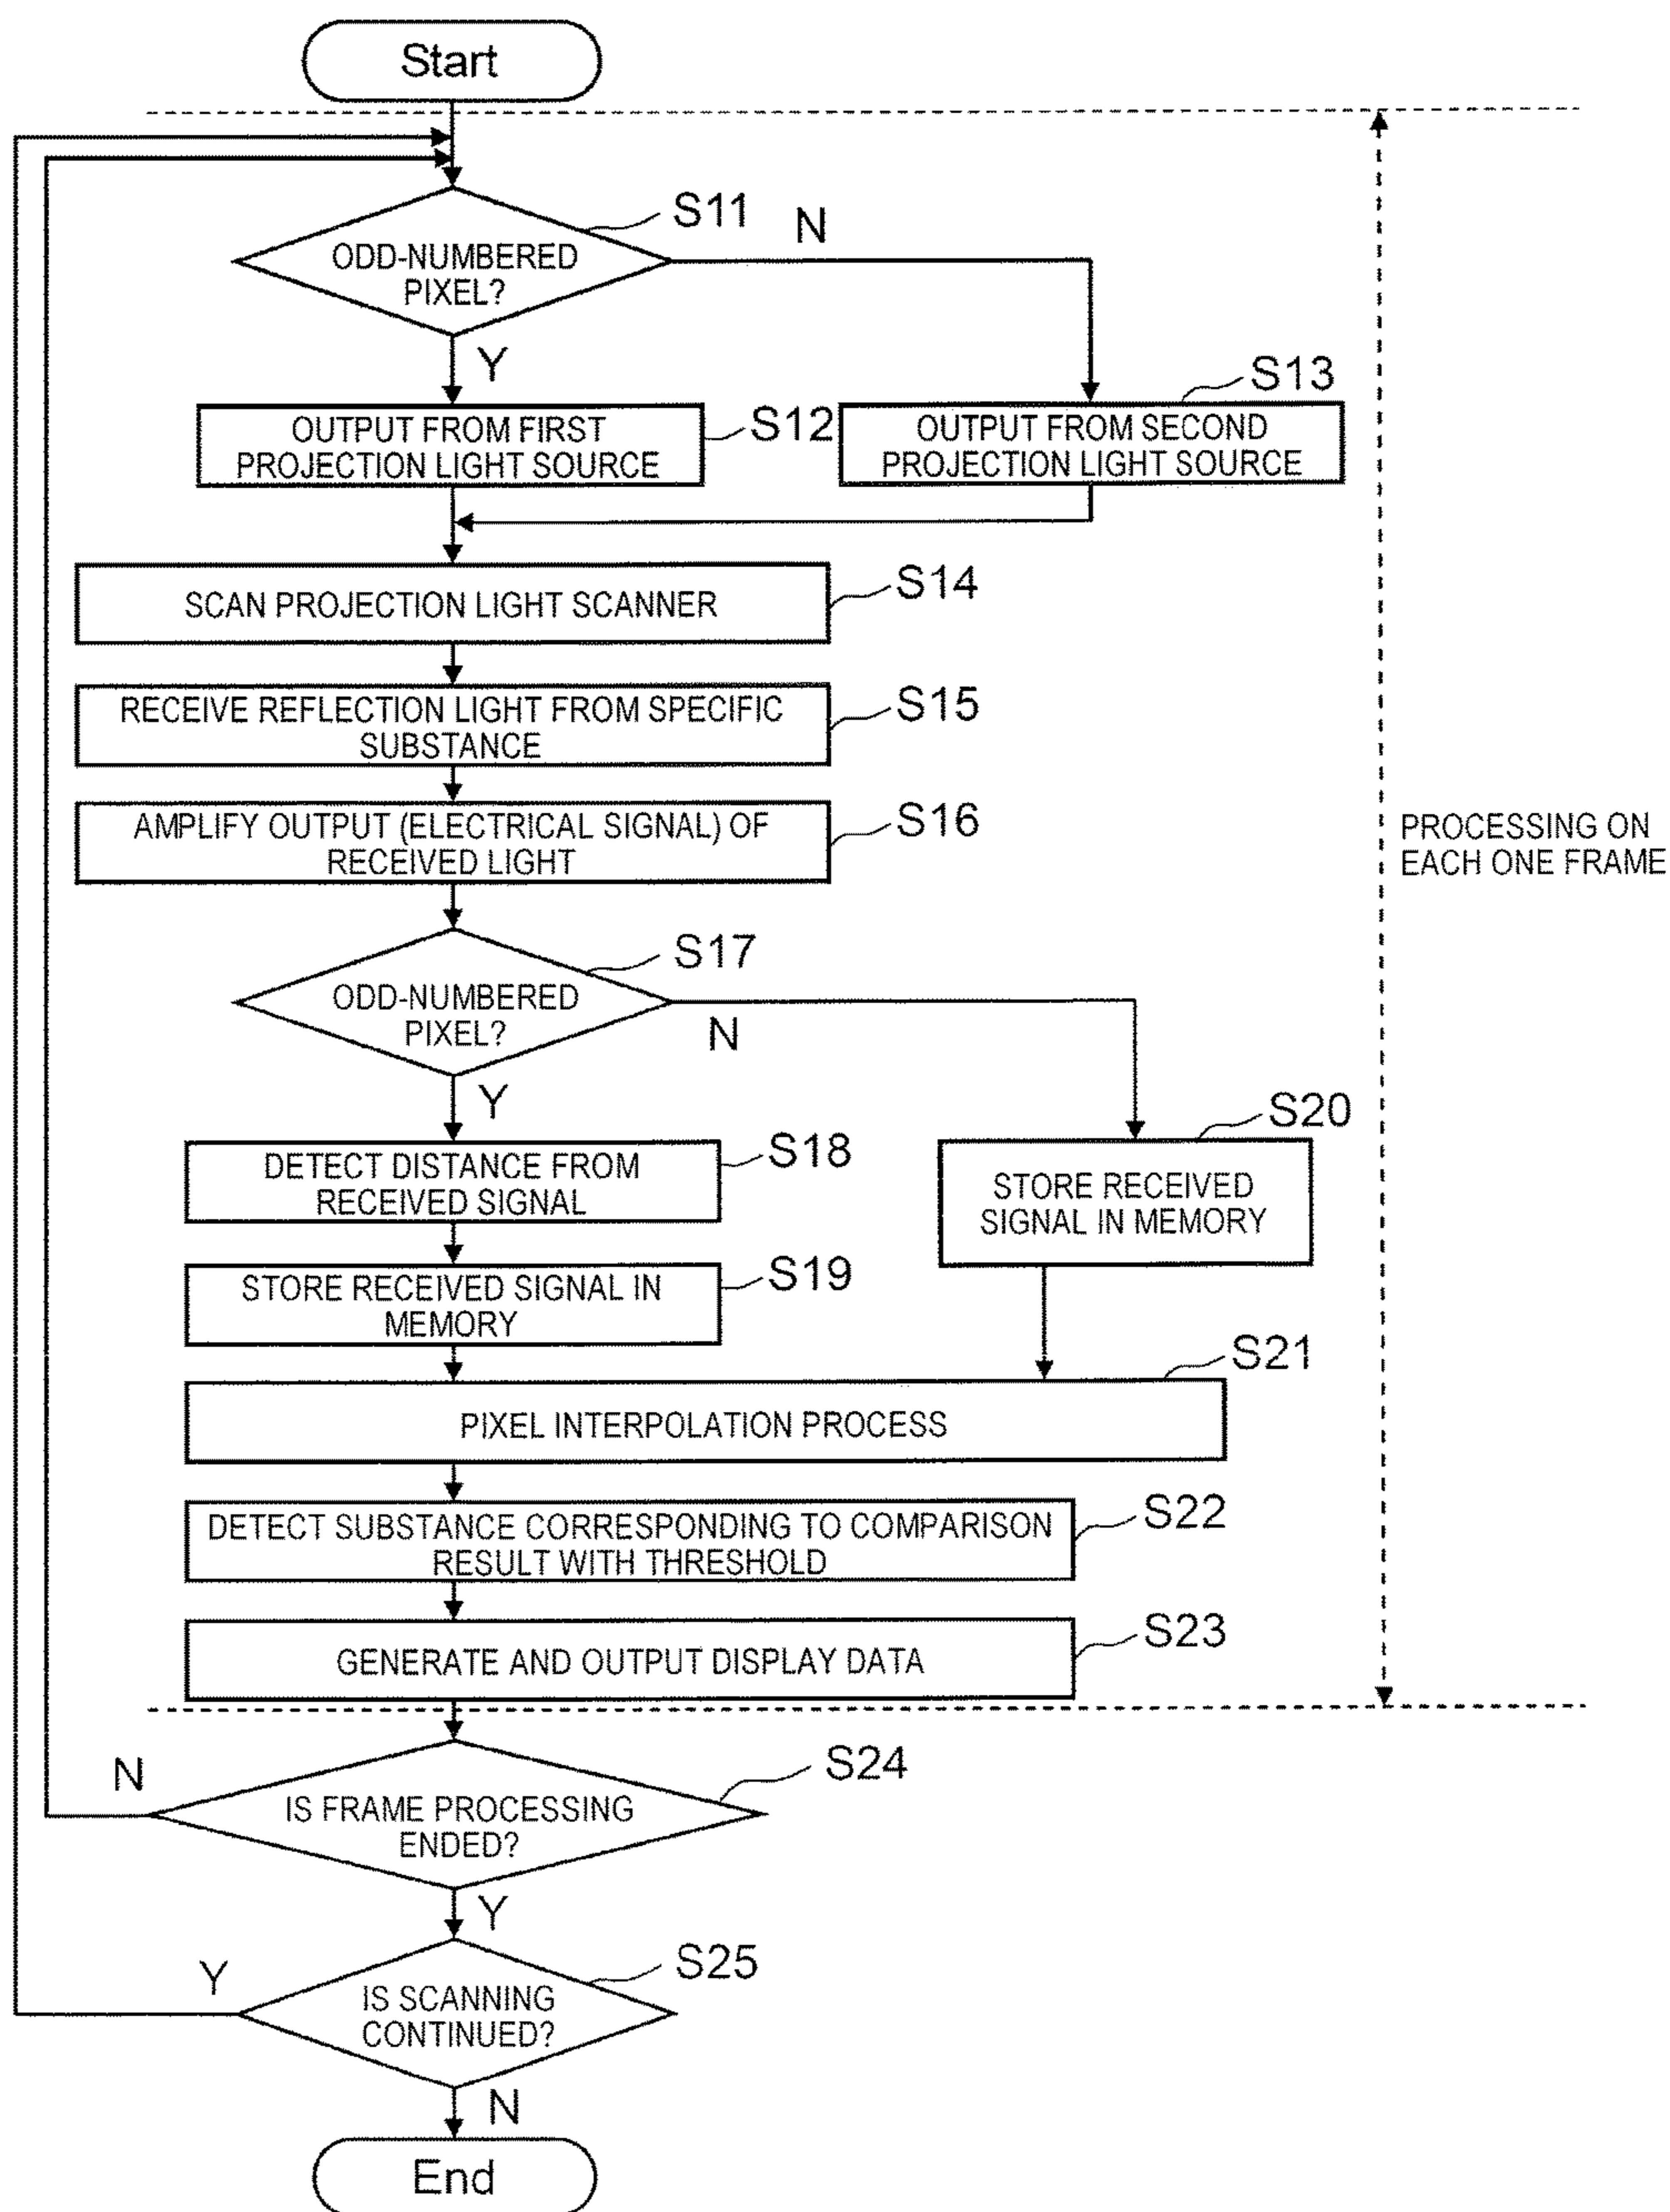 Start
S11
N
ODD-NUMBERED
PIXEL?
Y
S13
S12
OUTPUT FROM FIRST
PROJECTION LIGHT SOURCE
OUTPUT FROM SECOND
PROJECTION LIGHT SOURCE
S14
SCAN PROJECTION LIGHT SCANNER
S15
RECEIVE REFLECTION LIGHT FROM SPECIFIC
SUBSTANCE
S16
AMPLIFY OUTPUT (ELECTRICAL SIGNAL) OF
RECEIVED LIGHT
PROCESSING ON
EACH ONE FRAME
S17
ODD-NUMBERED
PIXEL?
N
Y
S20
S18
DETECT DISTANCE FROM
RECEIVED SIGNAL
STORE RECEIVED
SIGNAL IN MEMORY
S19
STORE RECEIVED SIGNAL IN
MEMORY
S21
PIXEL INTERPOLATION PROCESS
S22
DETECT SUBSTANCE CORRESPONDING TO COMPARISON
RESULT WITH THRESHOLD
S23
GENERATE AND OUTPUT DISPLAY DATA
N
S24
IS FRAME PROCESSING
ENDED?
Y
S25
Y
IS SCANNING
CONTINUED?
N
End